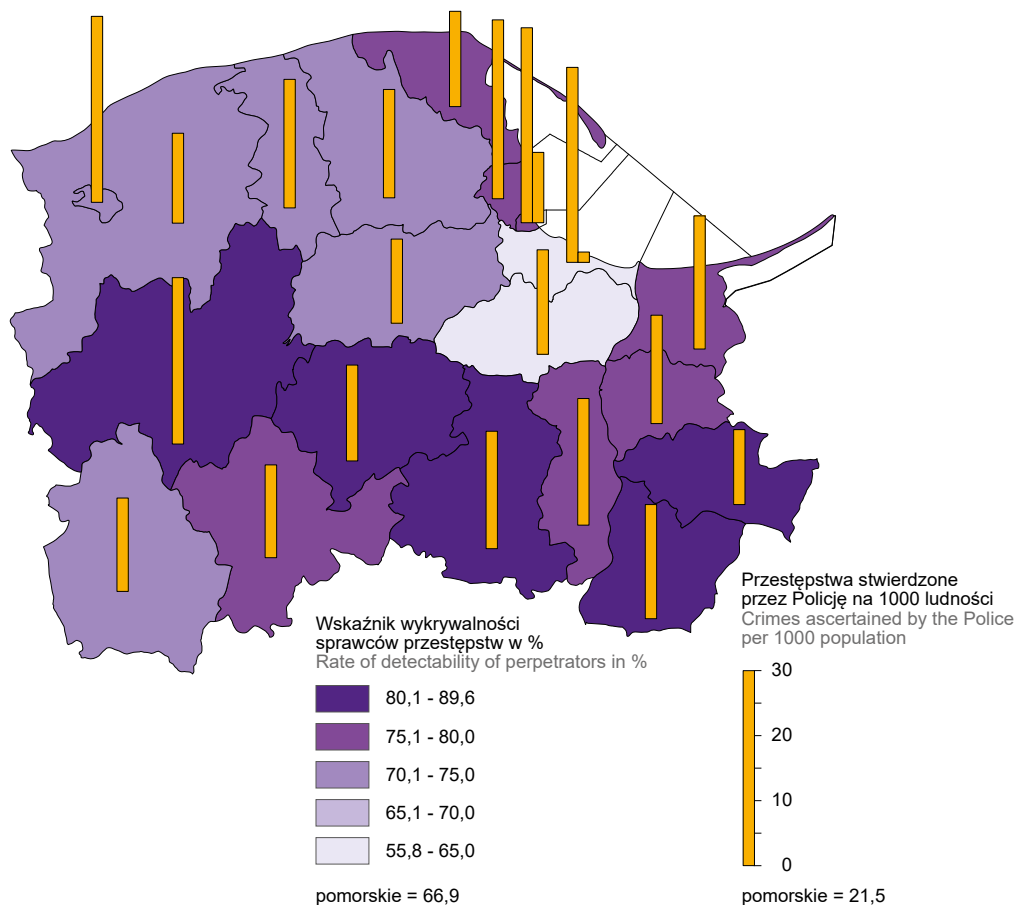 Wskaźnik wykrywalności
sprawców przestępstw w %
Rate of detectability of perpetrators in %
80,1 - 89,6
75,1 - 80,0
70,1 - 75,0
65,1 - 70,0
55,8 - 65,0
pomorskie = 66,9
Przestępstwa stwierdzone
przez Policję na 1000 ludności
Crimes ascertained by the Police
per 1000 population
30
20
10
0
pomorskie = 21,5